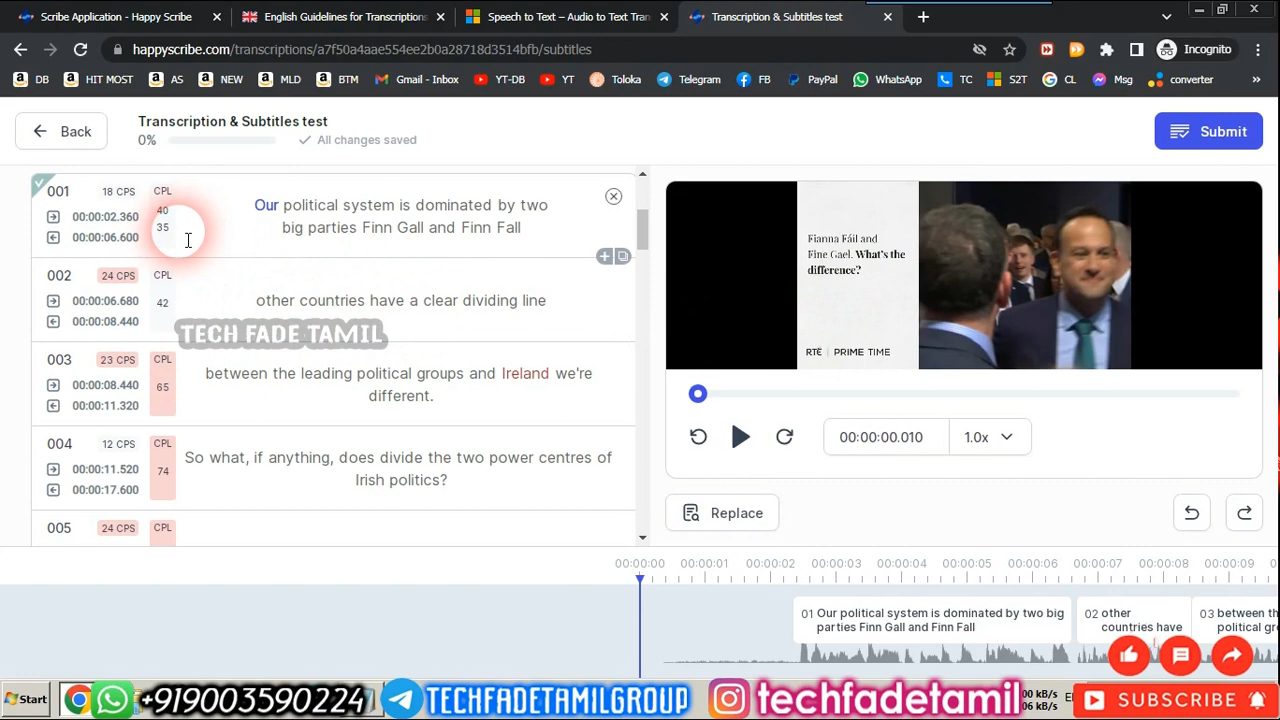 Scribe Application - Happy Scribe
English Guidelines for Transcriptions
Speech to Text – Audio to Text Tran
Transcription & Subtitles test
happyscribe.com/transcriptions/a7f50a4aae554ee2b0a28718d3514bfb/subtitles
Incognito
DB
HIT MOST
AS
NEW
MLD
BTM
Gmail - Inbox
YT-DB
YT
Toloka
Telegram
FB
PayPal
WhatsApp
TC
S2T
CL
Msg
converter
Back
Transcription & Subtitles test
0%
All changes saved
Submit
001
18 CPS
CPL
00:00:02.360
00:00:06.600
40
35
Our political system is dominated by two
big parties Finn Gall and Finn Fall
002
24 CPS
CPL
00:00:06.680
00:00:08.440
42
other countries have a clear dividing line
TECH FADE TAMIL
003
23 CPS
CPL
00:00:08.440
00:00:11.320
65
between the leading political groups and Ireland we're
different.
004
12 CPS
CPL
00:00:11.520
00:00:17.600
74
So what, if anything, does divide the two power centres of
Irish politics?
005
24 CPS
CPL
Fianna Fáil and
Fine Gael. What's the
difference?
RTÉ PRIME TIME
00:00:00.010
1.0x
Replace
00:00:00
00:00:01
00:00:02
00:00:03
00:00:04
00:00:05
00:00:06
00:00:07
00:00:08
00:00:09
01 Our political system is dominated by two big
parties Finn Gall and Finn Fall
02 other
countries have
03 between th
political gr
Start
+919003590224
TECHFADETAMILGROUP
techfadetamil
00 kB/s
06 kB/s
SUBSCRIBE